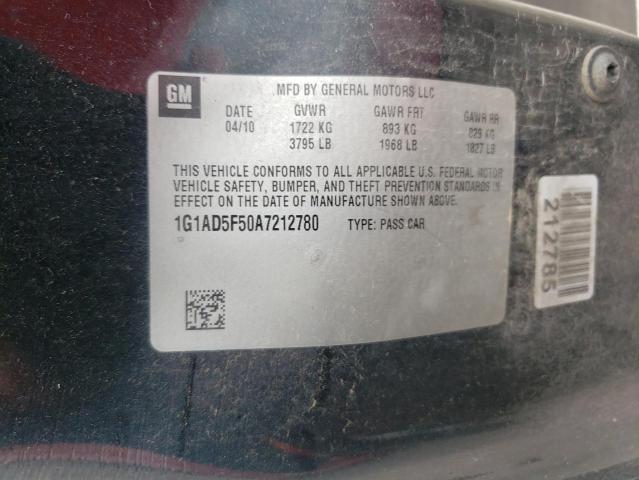 GM
MFD BY GENERAL MOTORS LLC
DATE GVWR GAWR FRT GAWR RR
04/10 1722 KG 893 KG 829 KG
3795 LB 1968 LB 1827 LB
THIS VEHICLE CONFORMS TO ALL APPLICABLE U.S. FEDERAL MOTOR
VEHICLE SAFETY, BUMPER, AND THEFT PREVENTION STANDARDS IN
EFFECT ON THE DATE OF MANUFACTURE SHOWN ABOVE.
1G1AD5F50A7212780 TYPE: PASS CAR
212785